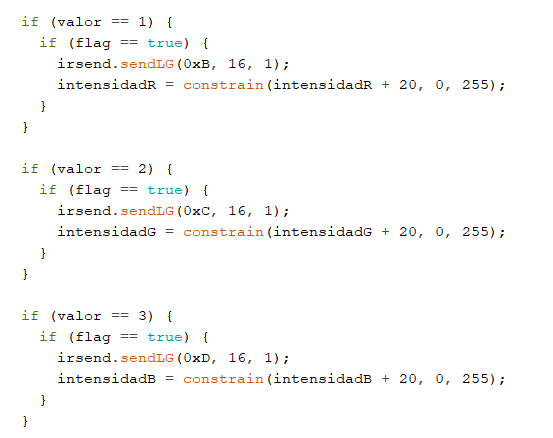 if (valor == 1) {
  if (flag == true) {
    irsend.sendLG(0xB, 16, 1);
    intensidadR = constrain(intensidadR + 20, 0, 255);
  }
}

if (valor == 2) {
  if (flag == true) {
    irsend.sendLG(0xC, 16, 1);
    intensidadG = constrain(intensidadG + 20, 0, 255);
  }
}

if (valor == 3) {
  if (flag == true) {
    irsend.sendLG(0xD, 16, 1);
    intensidadB = constrain(intensidadB + 20, 0, 255);
  }
}